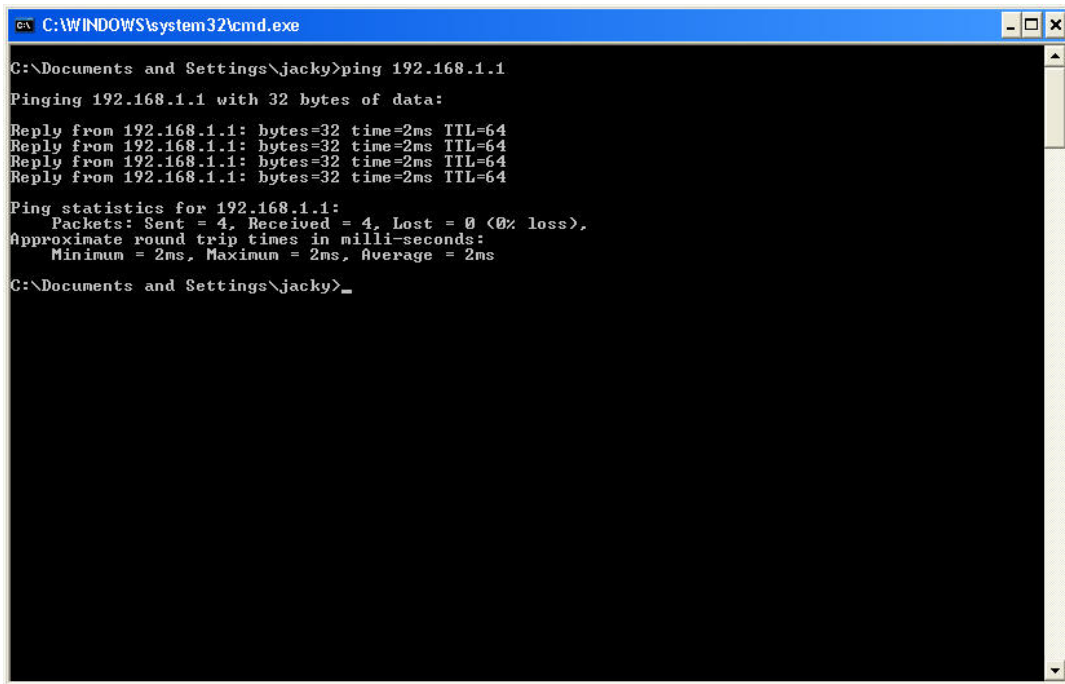 C:\WINDOWS\system32\cmd.exe
C:\Documents and Settings\jacky>ping 192.168.1.1
Pinging 192.168.1.1 with 32 bytes of data:
Reply from 192.168.1.1: bytes=32 time=2ms TTL=64
Reply from 192.168.1.1: bytes=32 time=2ms TTL=64
Reply from 192.168.1.1: bytes=32 time=2ms TTL=64
Reply from 192.168.1.1: bytes=32 time=2ms TTL=64
Ping statistics for 192.168.1.1:
    Packets: Sent = 4, Received = 4, Lost = 0 (0% loss),
Approximate round trip times in milli-seconds:
    Minimum = 2ms, Maximum = 2ms, Average = 2ms
C:\Documents and Settings\jacky>_